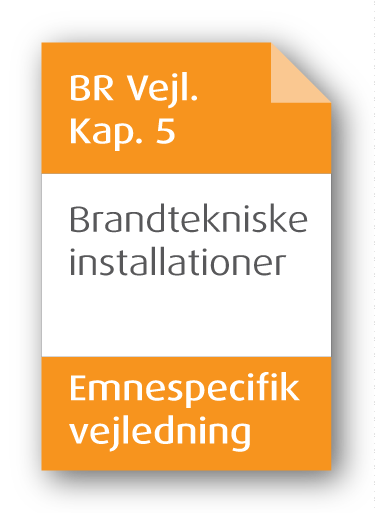 BR Vejl.
Kap. 5
Brandtekniske
installationer
Emnespecifik
vejledning